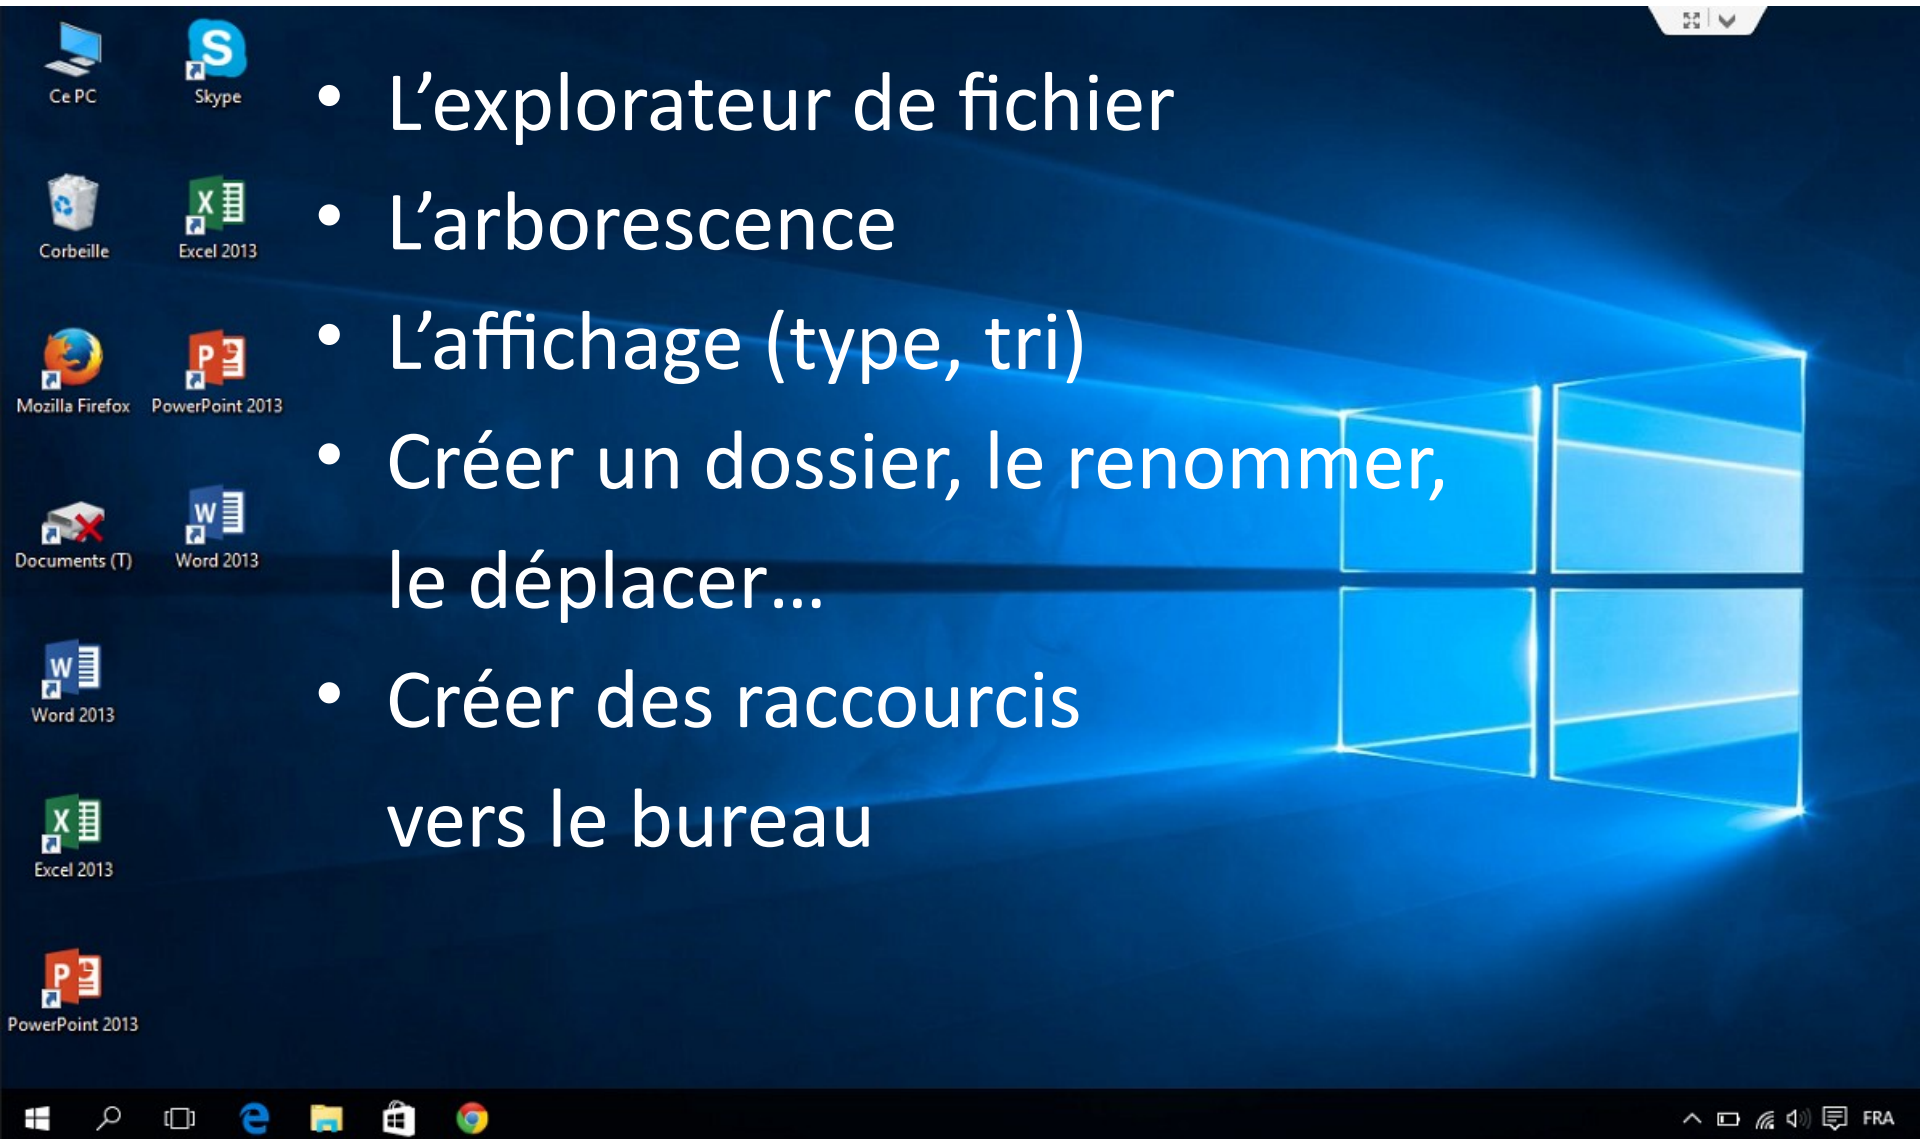 Ce PC
Skype
• L’explorateur de fichier
Corbeille
Excel 2013
• L’arborescence
Mozilla Firefox
PowerPoint 2013
• L’affichage (type, tri)
• Créer un dossier, le renommer,
le déplacer…
Documents (T)
Word 2013
• Créer des raccourcis
vers le bureau
Word 2013
Excel 2013
PowerPoint 2013
FRA